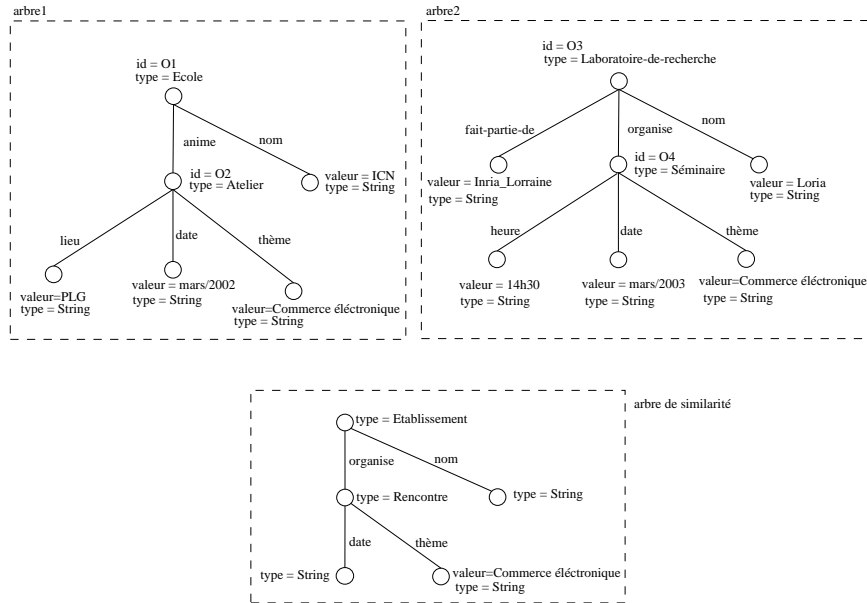 arbre1
id = O1
type = Ecole
anime
nom
id = O2
type = Atelier
valeur = ICN
type = String
lieu
date
thème
valeur=PLG
type = String
valeur = mars/2002
type = String
valeur=Commerce éléctronique
type = String
arbre2
id = O3
type = Laboratoire-de-recherche
fait-partie-de
organise
nom
valeur = Inria_Lorraine
type = String
id = O4
type = Séminaire
valeur = Loria
type = String
heure
date
thème
valeur = 14h30
type = String
valeur = mars/2003
type = String
valeur=Commerce éléctronique
type = String
arbre de similarité
type = Etablissement
organise
nom
type = Rencontre
type = String
date
thème
type = String
valeur=Commerce éléctronique
type = String